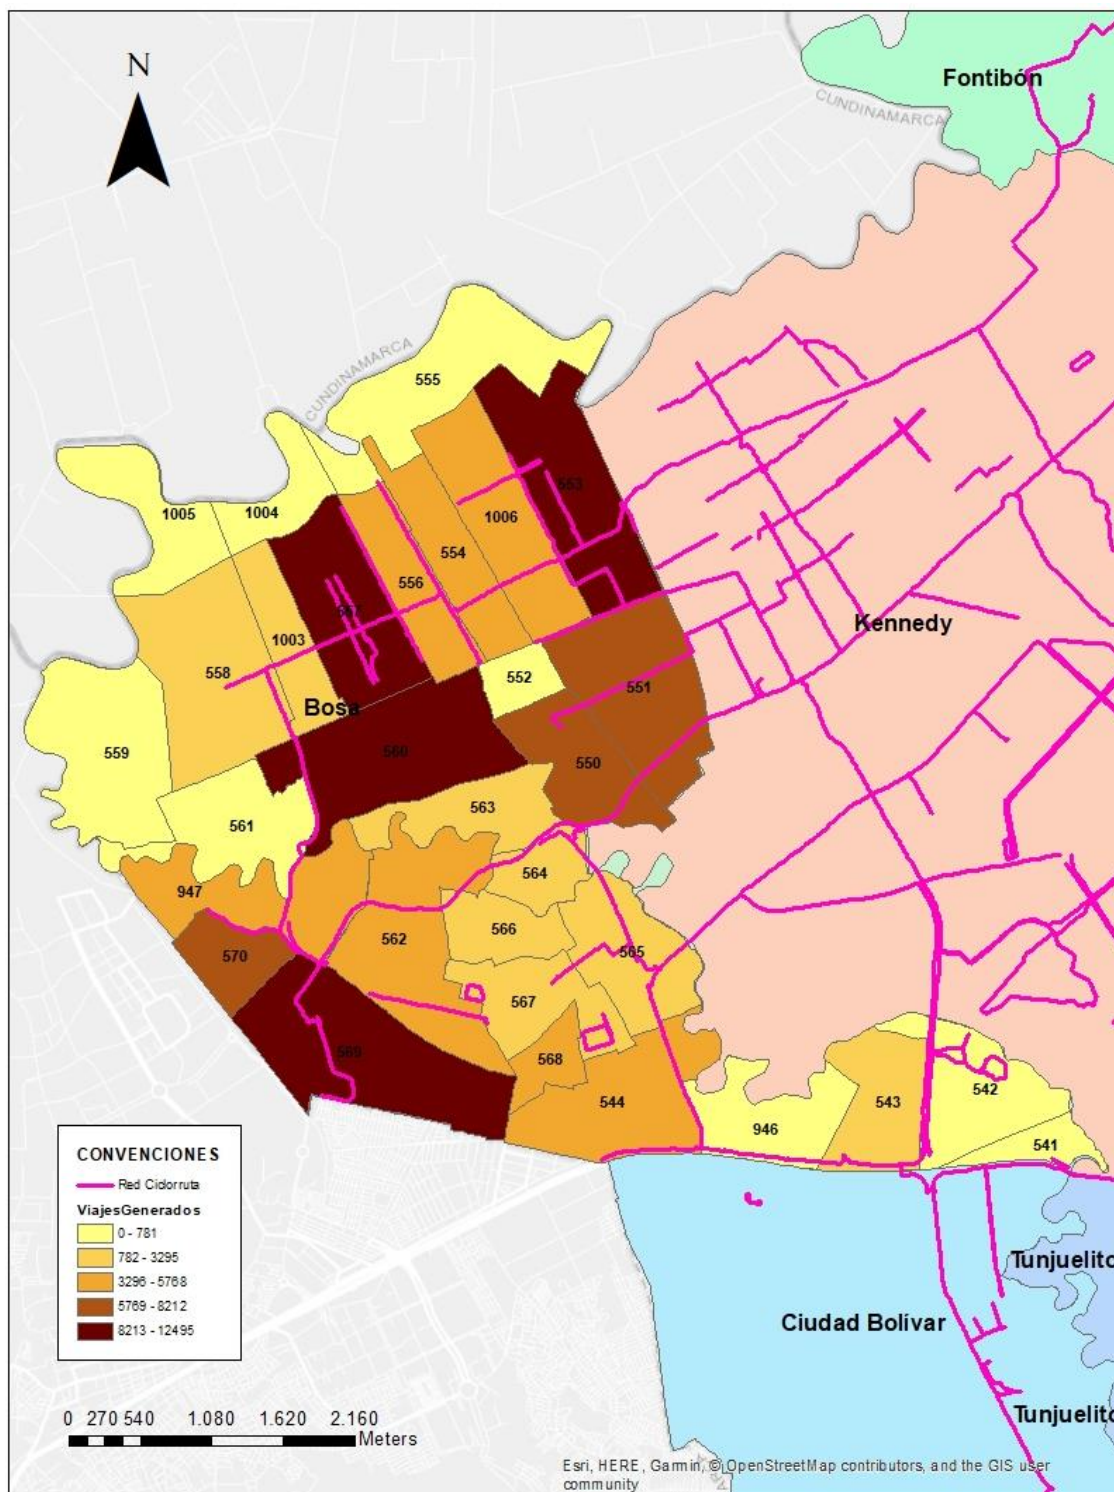 N
Fontibón
CUNDINAMARCA
CUNDINAMARCA
555
553
1005
1004
1006
554
556
1003
558
Kennedy
552
551
Bosa
559
560
550
563
561
564
947
566
562
565
570
567
569
568
544
543
542
946
541
CONVENCIONES
Red Ciclorruta
ViajesGenerados
0 - 781
782 - 3295
3296 - 5768
5769 - 8212
8213 - 12495
Tunjuelito
Ciudad Bolívar
Tunjuelito
0 270 540 1.080 1.620 2.160
Meters
Esri, HERE, Garmin, © OpenStreetMap contributors, and the GIS user
community